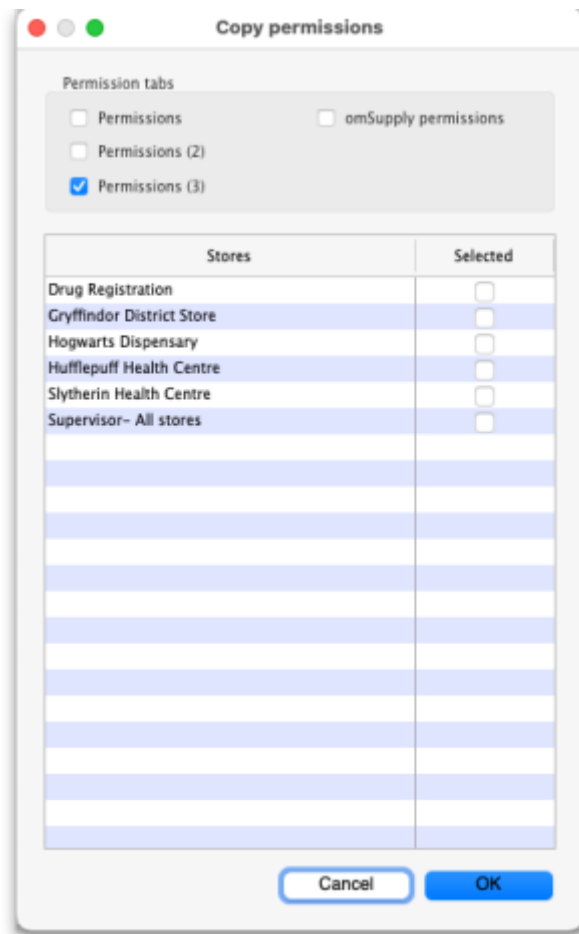 Copy permissions
Permission tabs
Permissions
omSupply permissions
Permissions (2)
Permissions (3)
Stores Selected
Drug Registration
Gryffindor District Store
Hogwarts Dispensary
Hufflepuff Health Centre
Slytherin Health Centre
Supervisor- All stores
Cancel OK